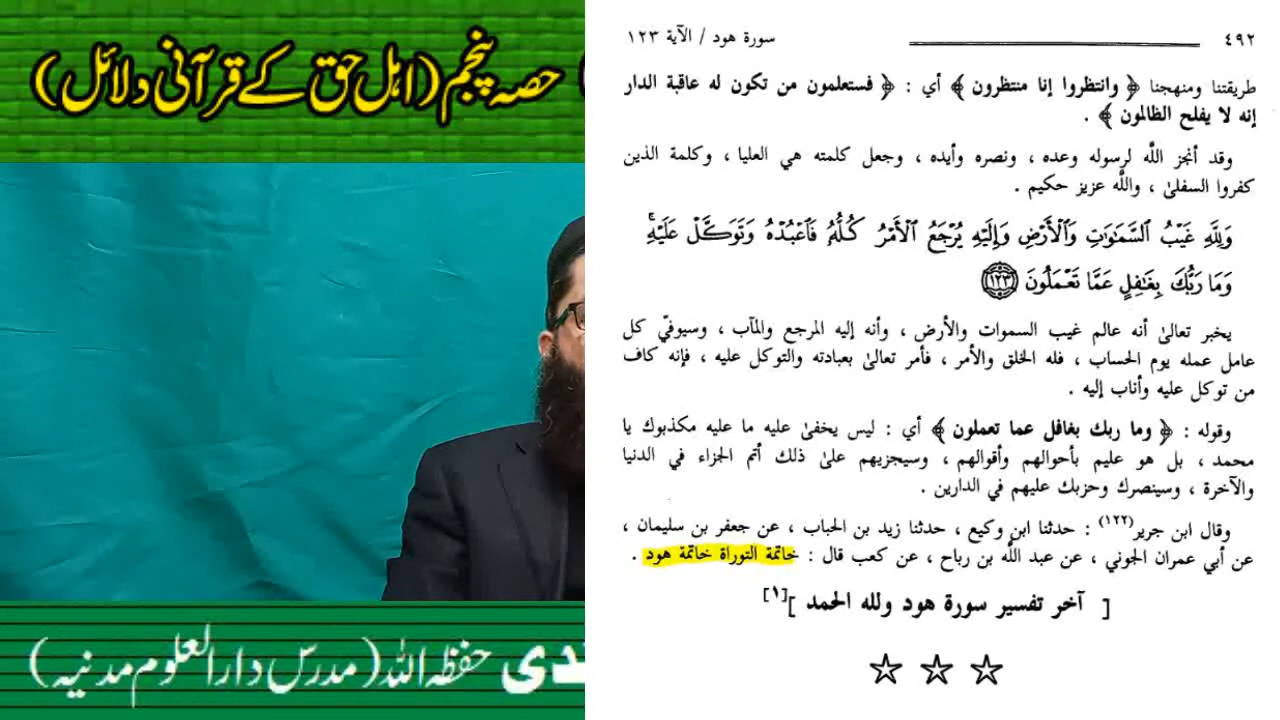 حصہ پنجم (اہل حق کے قرآنی دلائل)
دی حفظہ اللہ (مدرس دارالعلوم مدنیہ)
٤٩٢ سورة هود / الآية ١٢٣
طريقتنا ومنهجنا ﴿ وانتظروا إنا منتظرون ﴾ أي : ﴿ فستعلمون من تكون له عاقبة الدار
إنه لا يفلح الظالمون ﴾ .
وقد أنجز اللَّه لرسوله وعده ، ونصره وأيده ، وجعل كلمته هي العليا ، وكلمة الذين
كفروا السفلىٰ ، واللَّه عزيز حكيم .
وَلِلَّهِ غَيْبُ ٱلسَّمَٰوَٰتِ وَٱلْأَرْضِ وَإِلَيْهِ يُرْجَعُ ٱلْأَمْرُ كُلُّهُ فَٱعْبُدْهُ وَتَوَكَّلْ عَلَيْهِ ۚ
وَمَا رَبُّكَ بِغَٰفِلٍ عَمَّا تَعْمَلُونَ ١٢٣
يخبر تعالىٰ أنه عالم غيب السموات والأرض ، وأنه إليه المرجع والمآب ، وسيوفّي كل
عامل عمله يوم الحساب ، فله الخلق والأمر ، فأمر تعالىٰ بعبادته والتوكل عليه ، فإنه كاف
من توكل عليه وأناب إليه .
وقوله : ﴿ وما ربك بغافل عما تعملون ﴾ أي : ليس يخفىٰ عليه ما عليه مكذبوك يا
محمد ، بل هو عليم بأحوالهم وأقوالهم ، وسيجزيهم علىٰ ذلك أتم الجزاء في الدنيا
والآخرة ، وسينصرك وحزبك عليهم في الدارين .
وقال ابن جرير(١٢٢) : حدثنا ابن وكيع ، حدثنا زيد بن الحباب ، عن جعفر بن سليمان ،
عن أبي عمران الجوني ، عن عبد اللَّه بن رباح ، عن كعب قال : خاتمة التوراة خاتمة هود .
[ آخر تفسير سورة هود ولله الحمد ][١]